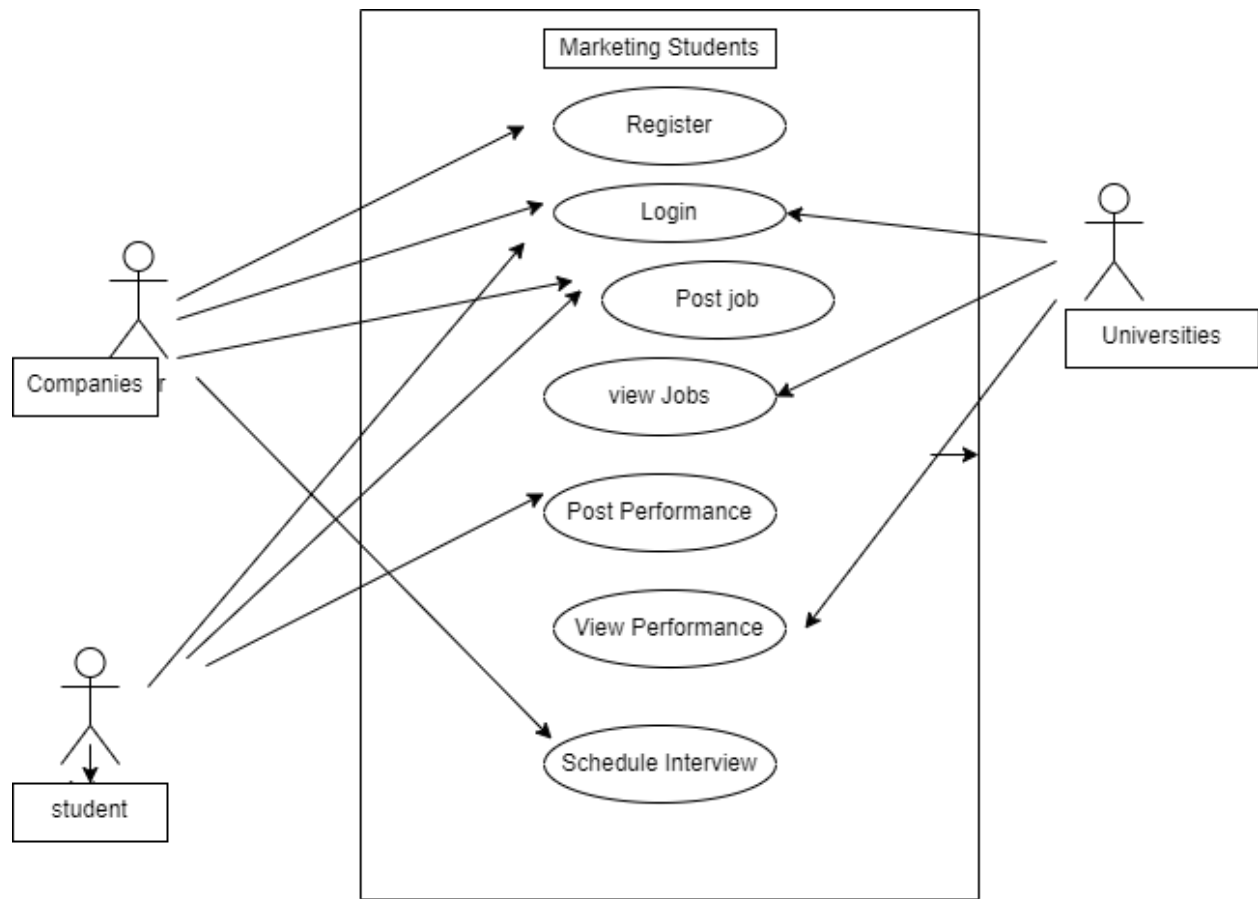 Marketing Students
Register
Login
Post job
Universities
Companies r
view Jobs
Post Performance
View Performance
Schedule Interview
student